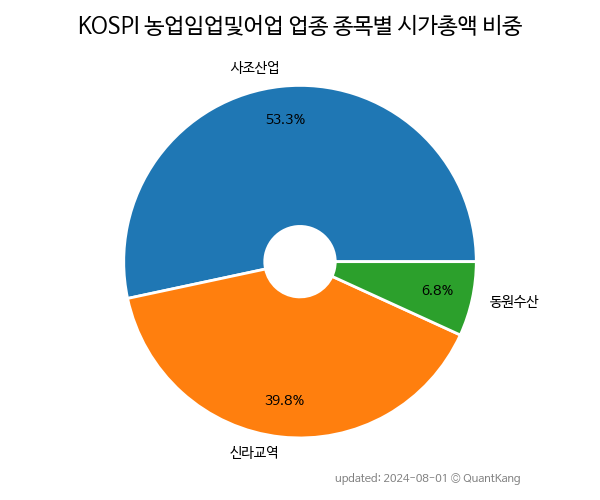 KOSPI 농업임업및어업 업종 종목별 시가총액 비중
사조산업
53.3%
6.8%
동원수산
39.8%
신라교역
updated: 2024-08-01 © QuantKang